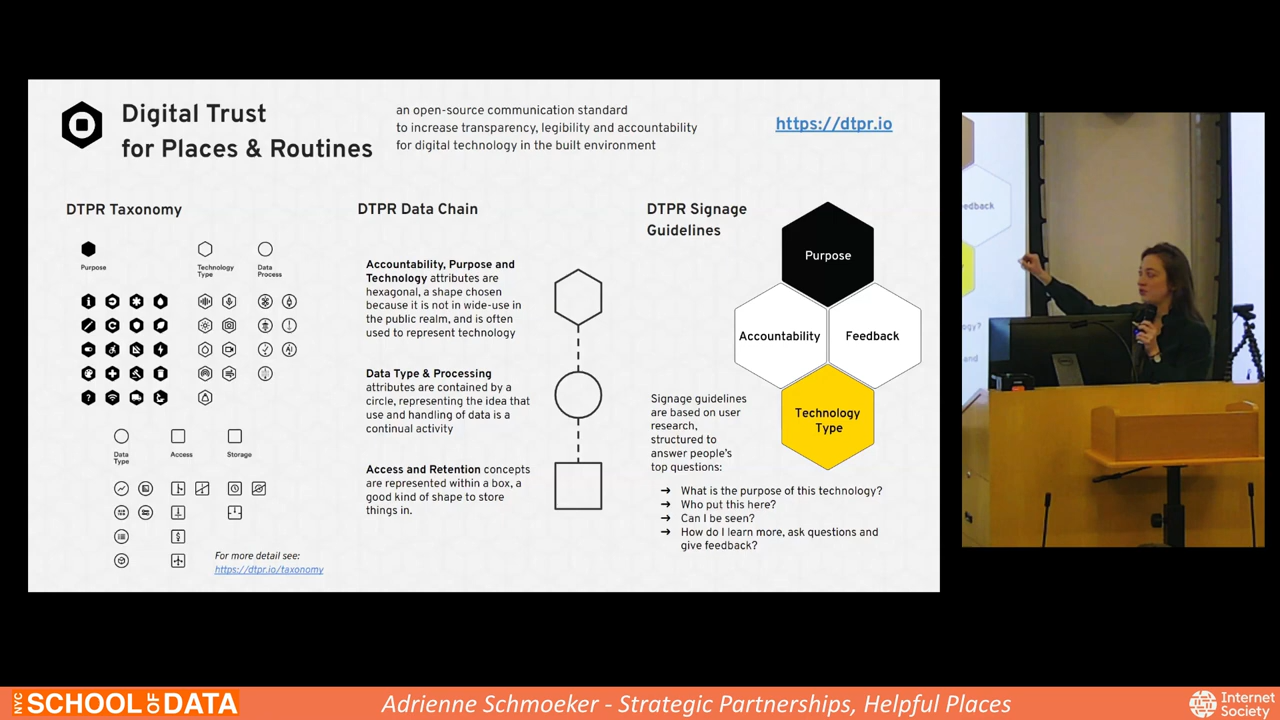 Digital Trust
for Places & Routines
an open-source communication standard
to increase transparency, legibility and accountability
for digital technology in the built environment
https://dtpr.io
DTPR Taxonomy
Purpose
Technology
Type
Data
Process
Data
Type
Access
Storage
For more detail see:
https://dtpr.io/taxonomy
DTPR Data Chain
Accountability, Purpose and
Technology attributes are
hexagonal, a shape chosen
because it is not in wide-use in
the public realm, and is often
used to represent technology
Data Type & Processing
attributes are contained by a
circle, representing the idea that
use and handling of data is a
continual activity
Access and Retention concepts
are represented within a box, a
good kind of shape to store
things in.
DTPR Signage
Guidelines
Purpose
Accountability
Feedback
Technology
Type
Signage guidelines
are based on user
research,
structured to
answer people's
top questions:
➔ What is the purpose of this technology?
➔ Who put this here?
➔ Can I be seen?
➔ How do I learn more, ask questions and
give feedback?
edback
ogy?
and
NYC SCHOOL OF DATA
Adrienne Schmoeker - Strategic Partnerships, Helpful Places
Internet
Society